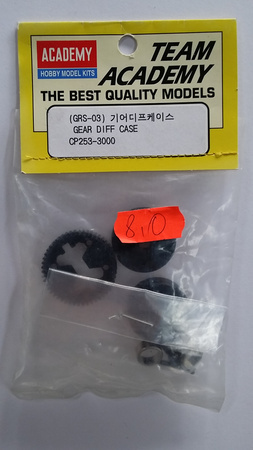 ACADEMY
HOBBY MODEL KITS
TEAM
ACADEMY
THE BEST QUALITY MODELS
(GRS-03) 기어디프케이스
GEAR DIFF CASE
CP253-3000
8,0